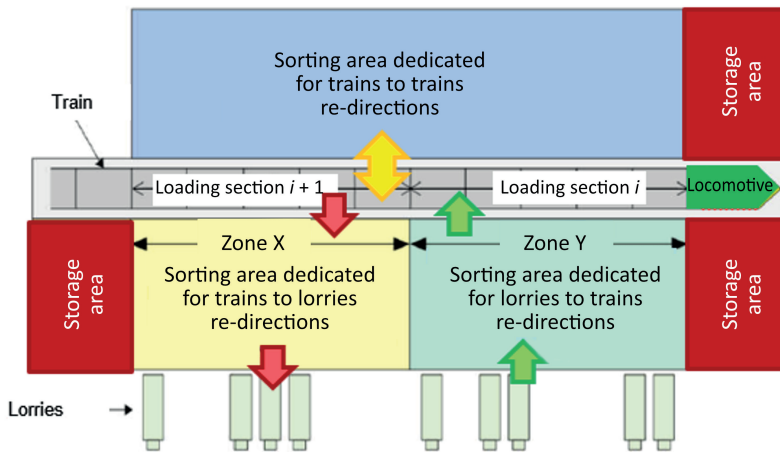 Sorting area dedicated
for trains to trains
re-directions
Storage
area
Train
Loading section i + 1
Loading section i
Locomotive
Storage
area
Zone X
Sorting area dedicated
for trains to lorries
re-directions
Zone Y
Sorting area dedicated
for lorries to trains
re-directions
Storage
area
Lorries